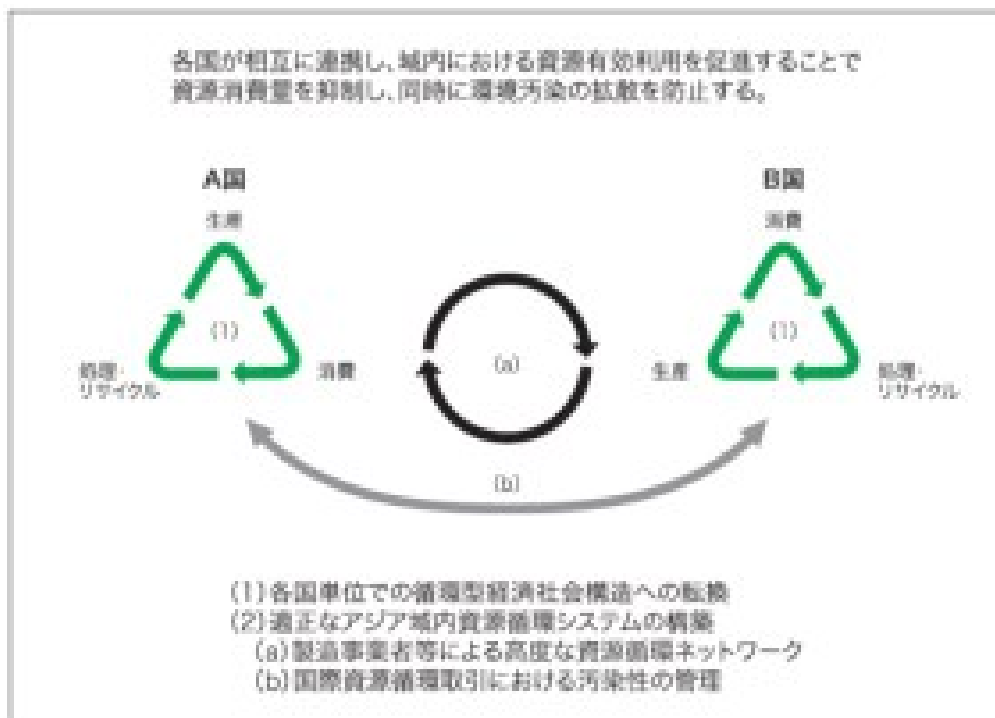 各国が相互に連携し、域内における資源有効利用を促進することで
資源消費量を抑制し、同時に環境汚染の拡散を防止する。
A国
B国
生産
消費
(1)
(a)
(1)
処理・
リサイクル
消費
生産
処理・
リサイクル
(b)
(1)各国単位での循環型経済社会構造への転換
(2)適正なアジア域内資源循環システムの構築
(a)製造事業者等による高度な資源循環ネットワーク
(b)国際資源循環取引における汚染性の管理